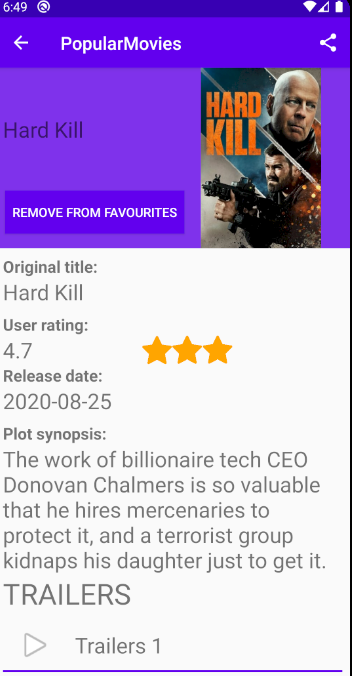 6:49
PopularMovies
Hard Kill
HARD
KILL
REMOVE FROM FAVOURITES
Original title:
Hard Kill
User rating:
4.7
Release date:
2020-08-25
Plot synopsis:
The work of billionaire tech CEO
Donovan Chalmers is so valuable
that he hires mercenaries to
protect it, and a terrorist group
kidnaps his daughter just to get it.
TRAILERS
Trailers 1